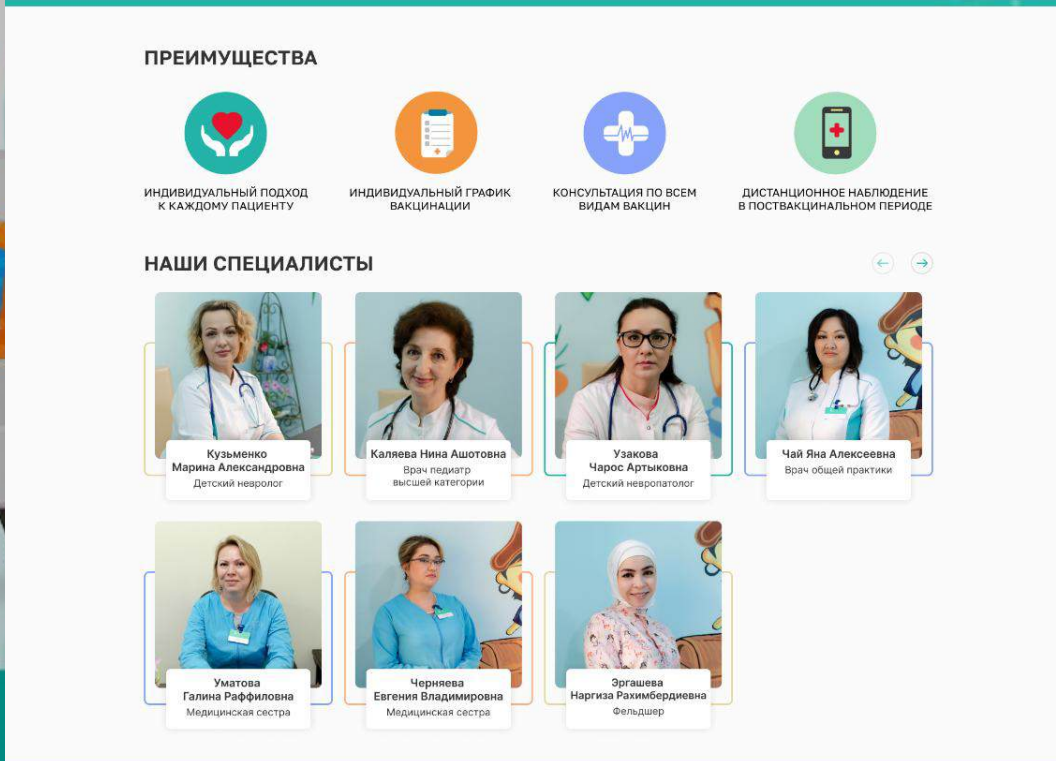 ПРЕИМУЩЕСТВА
ИНДИВИДУАЛЬНЫЙ ПОДХОД
К КАЖДОМУ ПАЦИЕНТУ
ИНДИВИДУАЛЬНЫЙ ГРАФИК
ВАКЦИНАЦИИ
КОНСУЛЬТАЦИЯ ПО ВСЕМ
ВИДАМ ВАКЦИН
ДИСТАНЦИОННОЕ НАБЛЮДЕНИЕ
В ПОСТВАКЦИНАЛЬНОМ ПЕРИОДЕ
НАШИ СПЕЦИАЛИСТЫ
Кузьменко
Марина Александровна
Детский невролог
Каляева Нина Ашотовна
Врач педиатр
высшей категории
Узакова
Чарос Артыковна
Детский невропатолог
Чай Яна Алексеевна
Врач общей практики
Уматова
Галина Раффиловна
Медицинская сестра
Черняева
Евгения Владимировна
Медицинская сестра
Эргашева
Наргиза Рахимбердиевна
Фельдшер